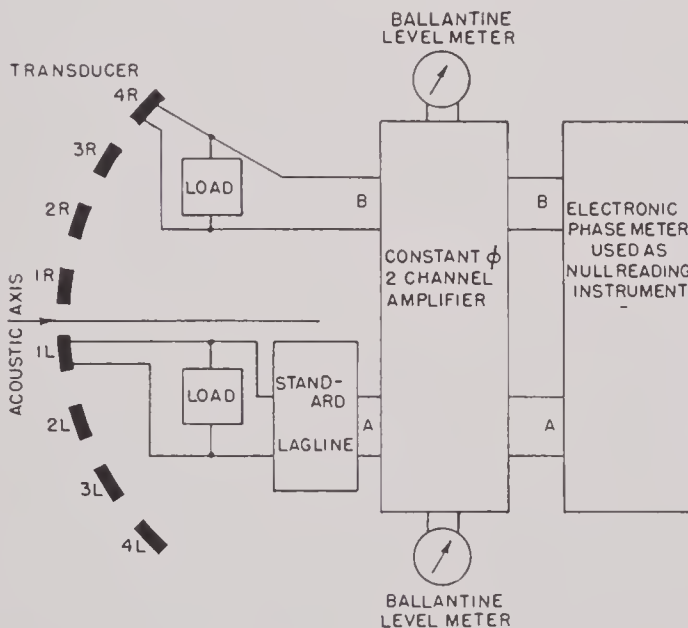 BALLANTINE
LEVEL METER
TRANSDUCER
4R
3R
2R
1R
ACOUSTIC AXIS
1L
2L
3L
4L
LOAD
LOAD
STAND-
ARD
LAGLINE
B
A
CONSTANT ϕ
2 CHANNEL
AMPLIFIER
B
A
ELECTRONIC
PHASE METER
USED AS
NULL READING
INSTRUMENT
BALLANTINE
LEVEL METER